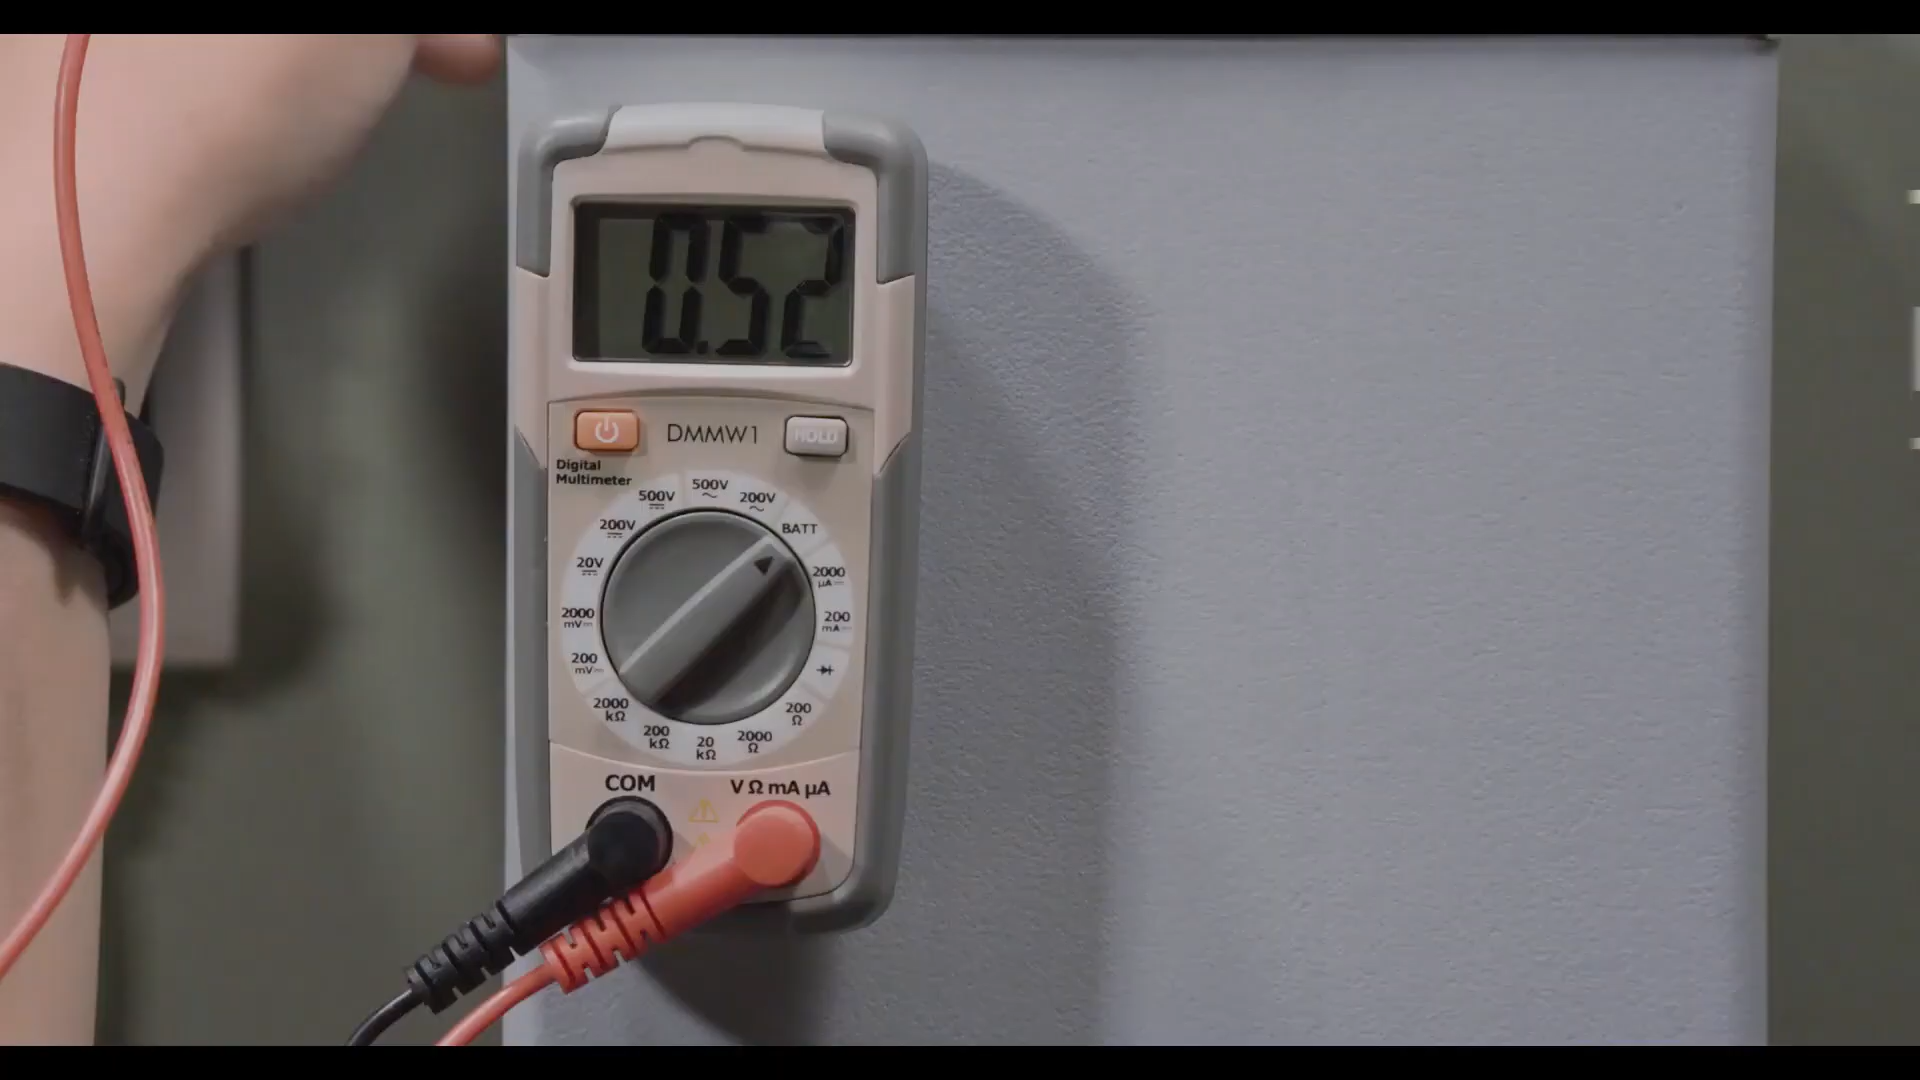 0.52
DMMW1
HOLD
Digital
Multimeter
500V
500V
200V
200V
BATT
20V
2000
µA
2000
mV
200
mA
200
mV
2000
kΩ
200
Ω
200
kΩ
20
kΩ
2000
Ω
COM
V Ω mA µA